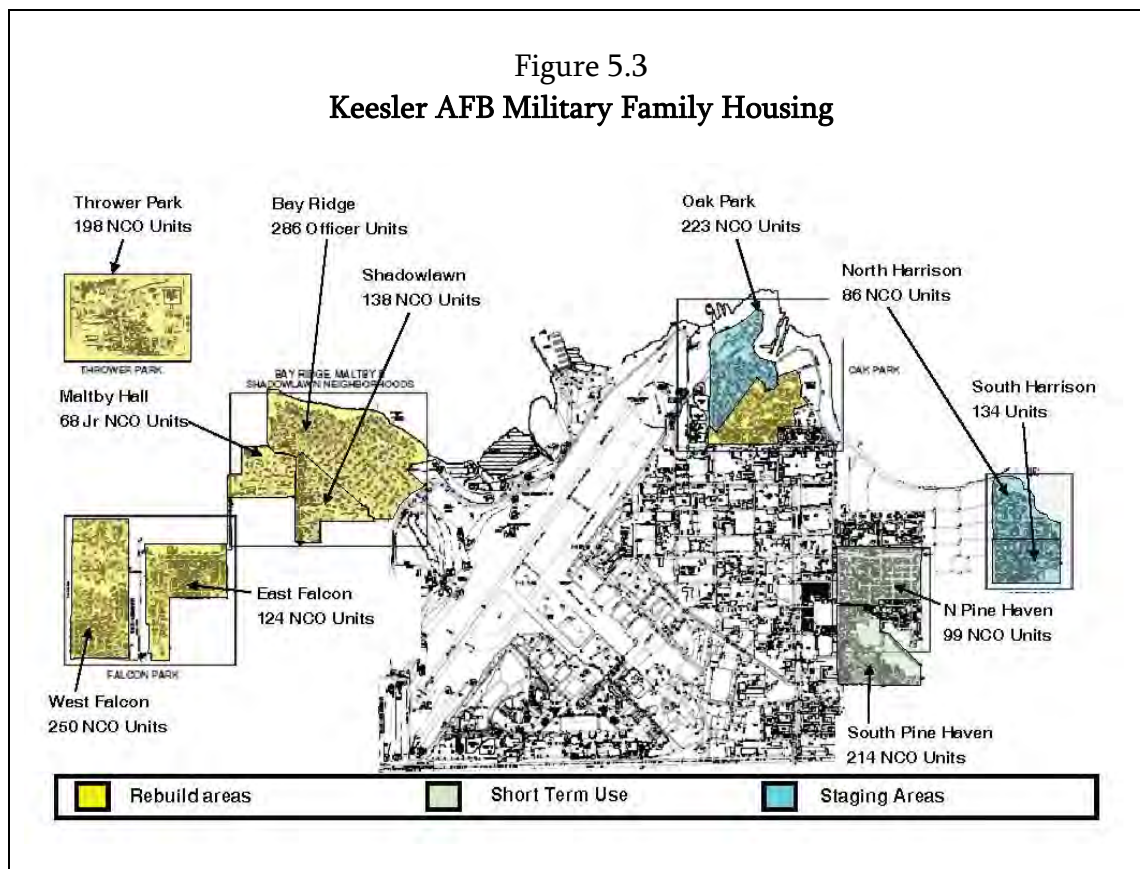 Figure 5.3
Keesler AFB Military Family Housing
Thrower Park
198 NCO Units
Bay Ridge
286 Officer Units
Shadowlawn
138 NCO Units
Oak Park
223 NCO Units
North Harrison
86 NCO Units
South Harrison
134 Units
THROWER PARK
BAY RIDGE, MALTBY &
SHADOWLAWN NEIGHBORHOODS
OAK PARK
Maltby Hall
68 Jr NCO Units
East Falcon
124 NCO Units
N Pine Haven
99 NCO Units
FALCON PARK
West Falcon
250 NCO Units
South Pine Haven
214 NCO Units
Rebuild areas
Short Term Use
Staging Areas